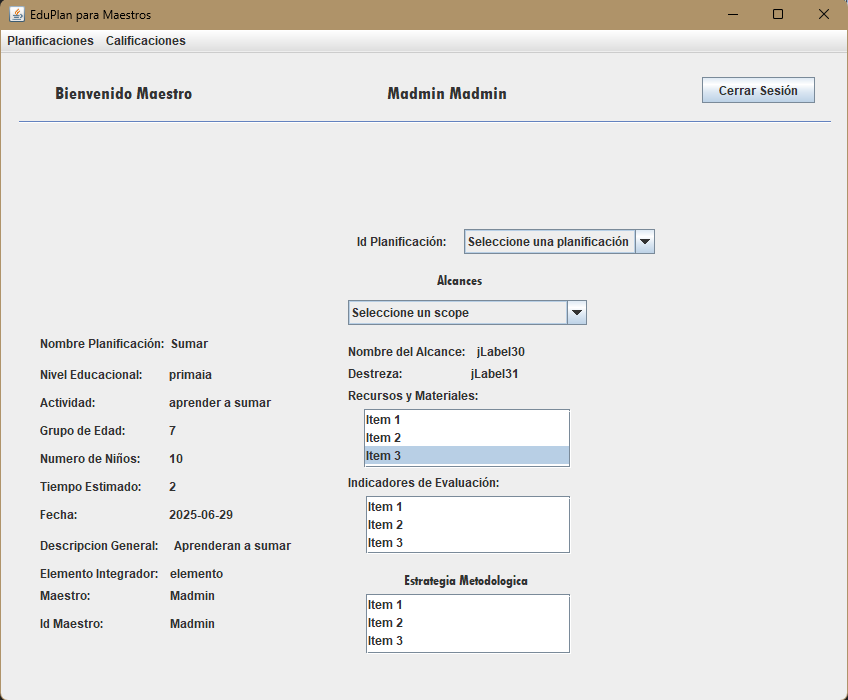 EduPlan para Maestros
Planificaciones Calificaciones
Bienvenido Maestro Madmin Madmin Cerrar Sesión
Id Planificación: Seleccione una planificación
Alcances
Seleccione un scope
Nombre Planificación: Sumar
Nivel Educacional: primaia
Actividad: aprender a sumar
Grupo de Edad: 7
Numero de Niños: 10
Tiempo Estimado: 2
Fecha: 2025-06-29
Descripcion General: Aprenderan a sumar
Elemento Integrador: elemento
Maestro: Madmin
Id Maestro: Madmin
Nombre del Alcance: jLabel30
Destreza: jLabel31
Recursos y Materiales:
Item 1
Item 2
Item 3
Indicadores de Evaluación:
Item 1
Item 2
Item 3
Estrategia Metodologica
Item 1
Item 2
Item 3